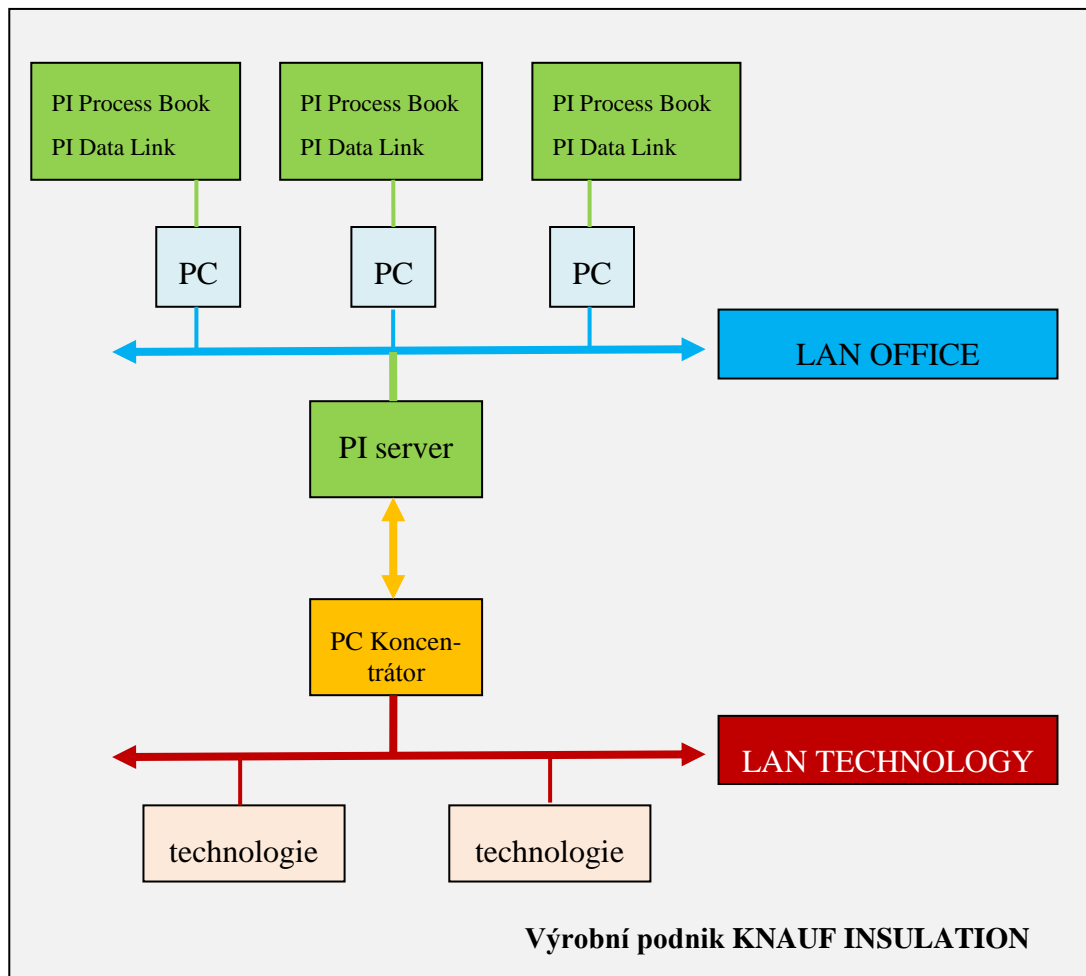 PI Process Book
PI Data Link
PI Process Book
PI Data Link
PI Process Book
PI Data Link
PC
PC
PC
LAN OFFICE
PI server
PC Koncen-
trátor
LAN TECHNOLOGY
technologie
technologie
Výrobní podnik KNAUF INSULATION